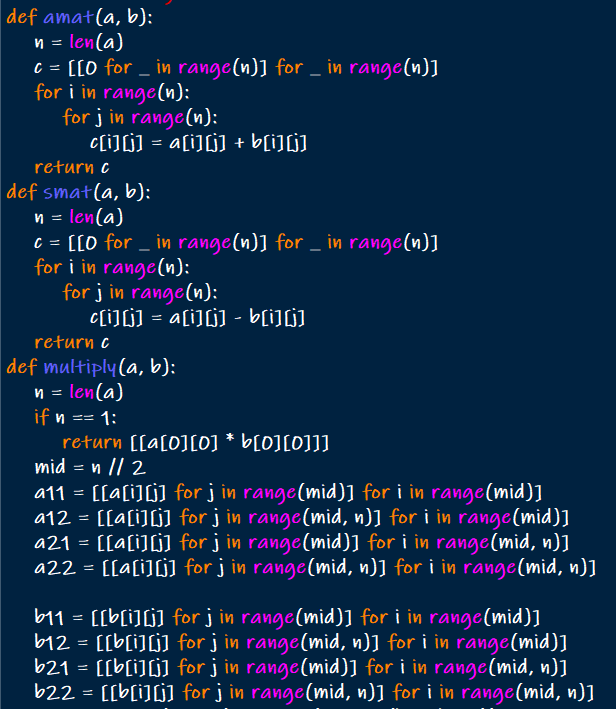 def amat(a, b):
    n = len(a)
    c = [[0 for _ in range(n)] for _ in range(n)]
    for i in range(n):
        for j in range(n):
            c[i][j] = a[i][j] + b[i][j]
    return c
def smat(a, b):
    n = len(a)
    c = [[0 for _ in range(n)] for _ in range(n)]
    for i in range(n):
        for j in range(n):
            c[i][j] = a[i][j] - b[i][j]
    return c
def multiply(a, b):
    n = len(a)
    if n == 1:
        return [[a[0][0] * b[0][0]]]
    mid = n // 2
    a11 = [[a[i][j] for j in range(mid)] for i in range(mid)]
    a12 = [[a[i][j] for j in range(mid, n)] for i in range(mid)]
    a21 = [[a[i][j] for j in range(mid)] for i in range(mid, n)]
    a22 = [[a[i][j] for j in range(mid, n)] for i in range(mid, n)]

    b11 = [[b[i][j] for j in range(mid)] for i in range(mid)]
    b12 = [[b[i][j] for j in range(mid, n)] for i in range(mid)]
    b21 = [[b[i][j] for j in range(mid)] for i in range(mid, n)]
    b22 = [[b[i][j] for j in range(mid, n)] for i in range(mid, n)]